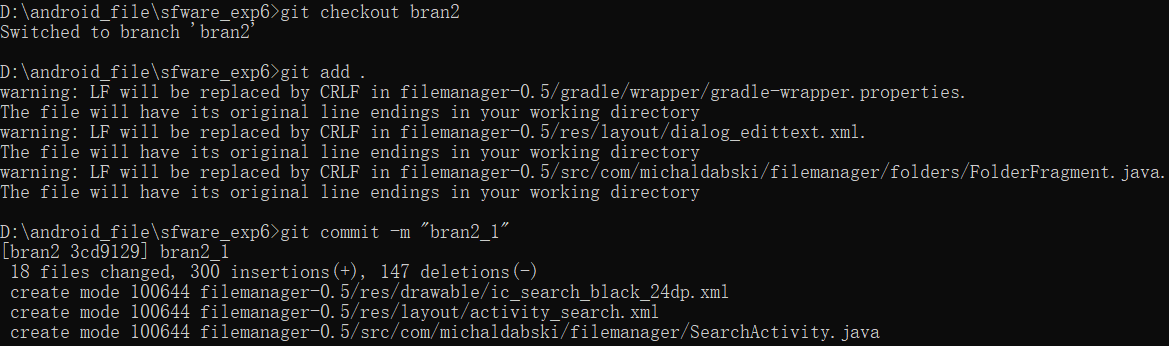 D:\android_file\sfware_exp6>git checkout bran2
Switched to branch 'bran2'
D:\android_file\sfware_exp6>git add .
warning: LF will be replaced by CRLF in filemanager-0.5/gradle/wrapper/gradle-wrapper.properties.
The file will have its original line endings in your working directory
warning: LF will be replaced by CRLF in filemanager-0.5/res/layout/dialog_edittext.xml.
The file will have its original line endings in your working directory
warning: LF will be replaced by CRLF in filemanager-0.5/src/com/michaldabski/filemanager/folders/FolderFragment.java.
The file will have its original line endings in your working directory
D:\android_file\sfware_exp6>git commit -m "bran2_1"
[bran2 3cd9129] bran2_1
 18 files changed, 300 insertions(+), 147 deletions(-)
 create mode 100644 filemanager-0.5/res/drawable/ic_search_black_24dp.xml
 create mode 100644 filemanager-0.5/res/layout/activity_search.xml
 create mode 100644 filemanager-0.5/src/com/michaldabski/filemanager/SearchActivity.java